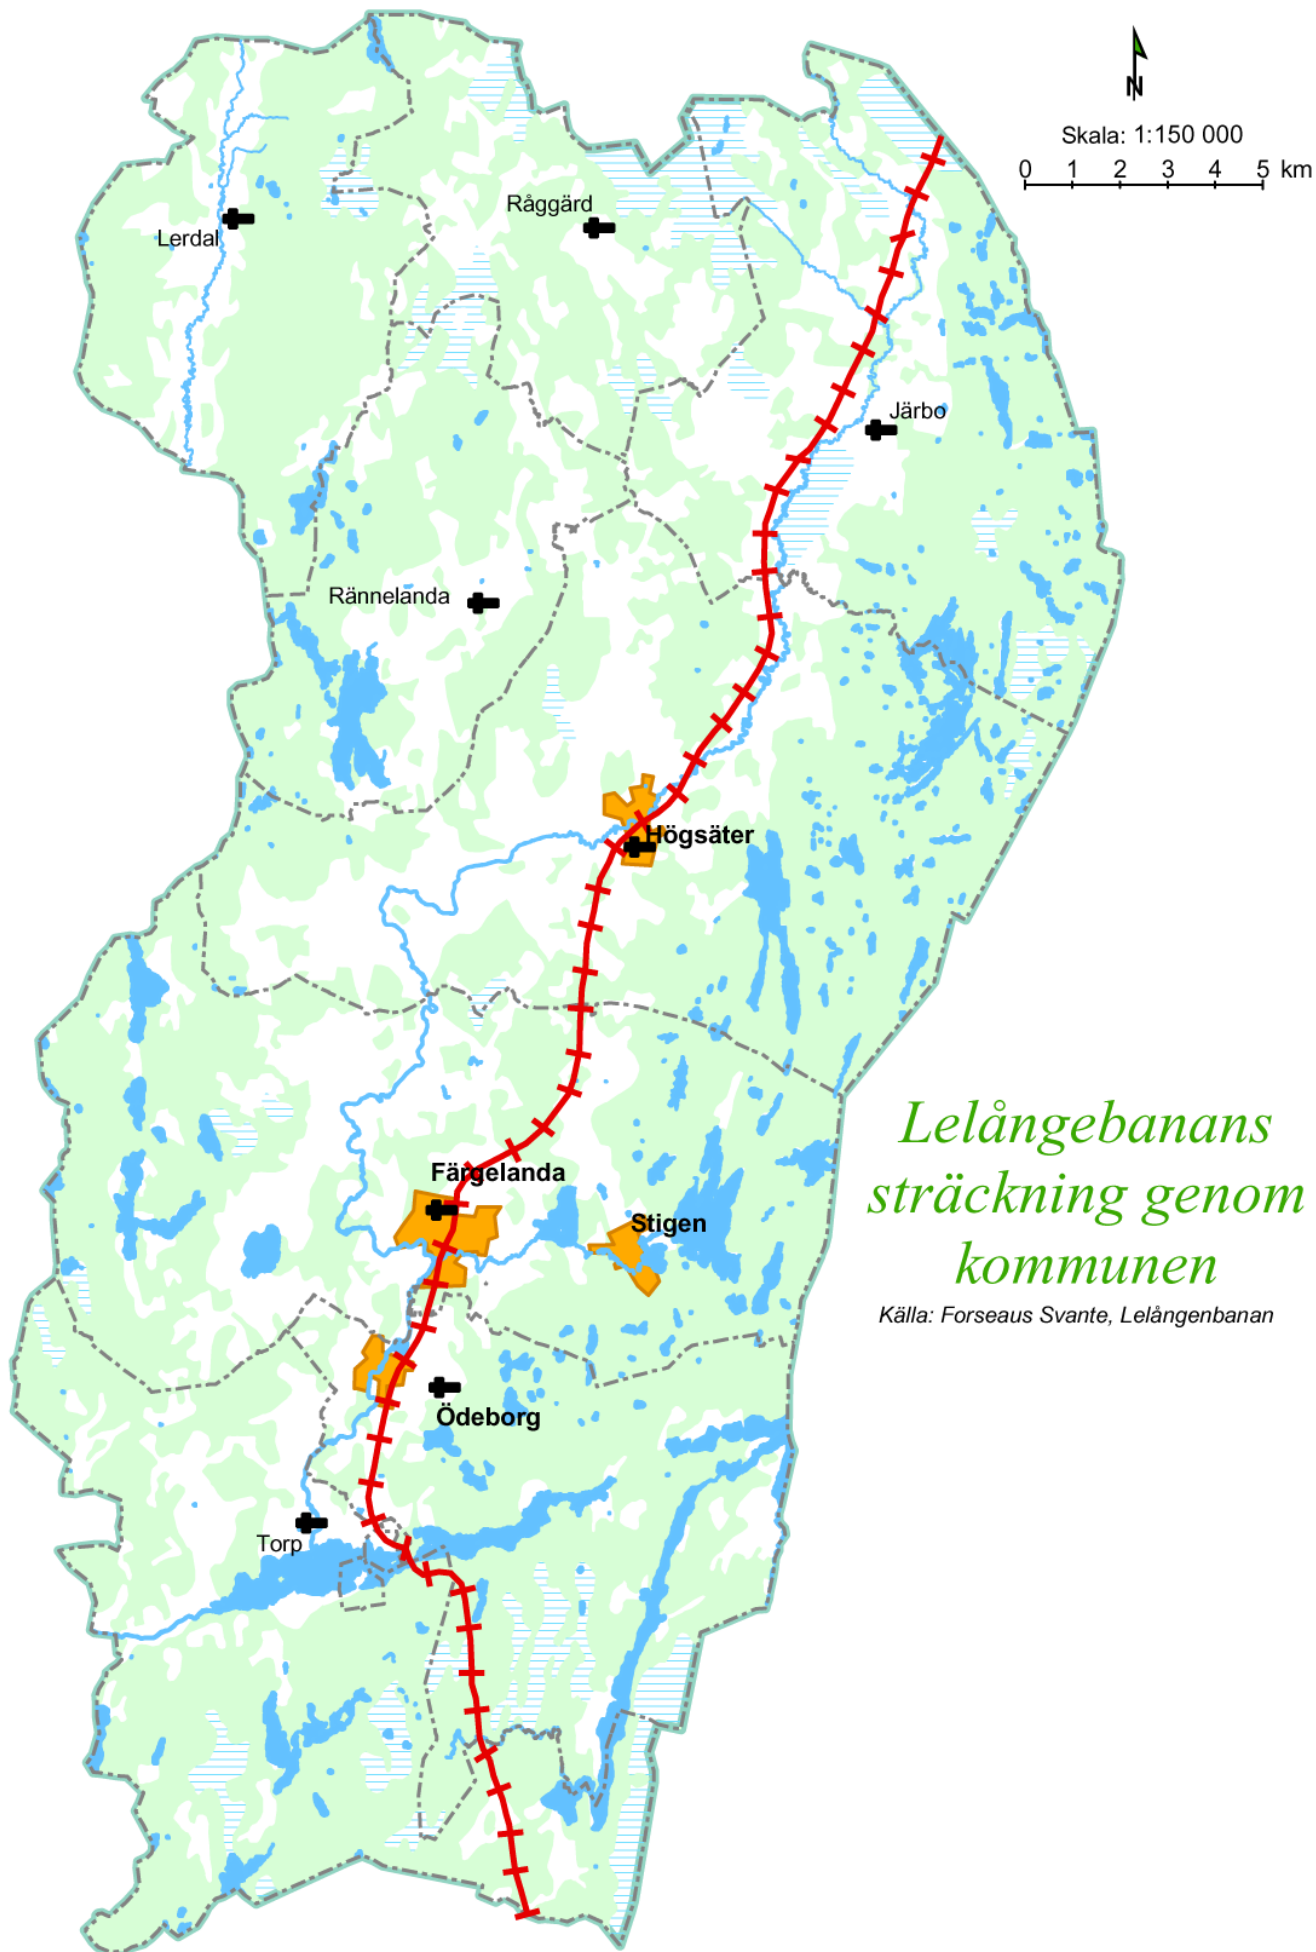 N
Skala: 1:150 000
0 1 2 3 4 5 km
Råggärd
Lerdal
Järbo
Rännelanda
Högsäter
Lelångebanans
sträckning genom
kommunen
Källa: Forseaus Svante, Lelångenbanan
Färgelanda
Stigen
Ödeborg
Torp